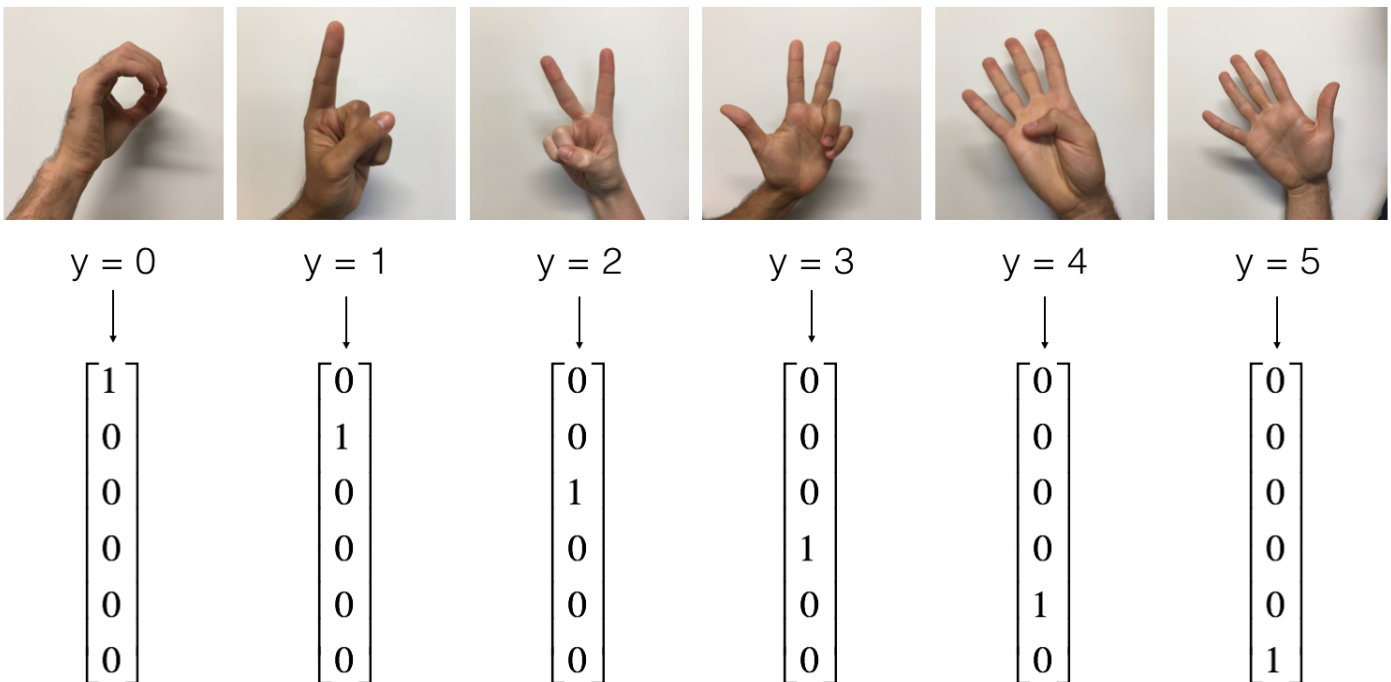 y = 0 y = 1 y = 2 y = 3 y = 4 y = 5
1 0 0 0 0 0
0 1 0 0 0 0
0 0 1 0 0 0
0 0 0 1 0 0
0 0 0 0 1 0
0 0 0 0 0 1